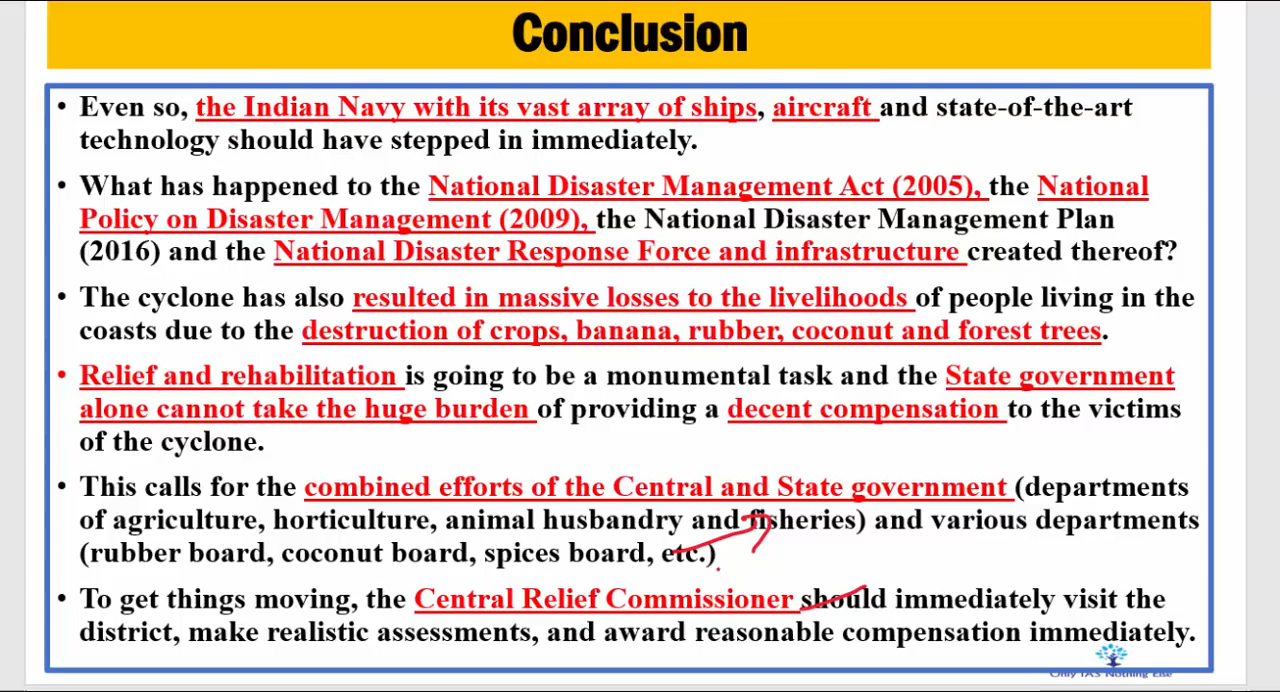 Conclusion
• Even so, the Indian Navy with its vast array of ships, aircraft and state-of-the-art
technology should have stepped in immediately.
• What has happened to the National Disaster Management Act (2005), the National
Policy on Disaster Management (2009), the National Disaster Management Plan
(2016) and the National Disaster Response Force and infrastructure created thereof?
• The cyclone has also resulted in massive losses to the livelihoods of people living in the
coasts due to the destruction of crops, banana, rubber, coconut and forest trees.
• Relief and rehabilitation is going to be a monumental task and the State government
alone cannot take the huge burden of providing a decent compensation to the victims
of the cyclone.
• This calls for the combined efforts of the Central and State government (departments
of agriculture, horticulture, animal husbandry and fisheries) and various departments
(rubber board, coconut board, spices board, etc.)
• To get things moving, the Central Relief Commissioner should immediately visit the
district, make realistic assessments, and award reasonable compensation immediately.
Only IAS Nothing Else